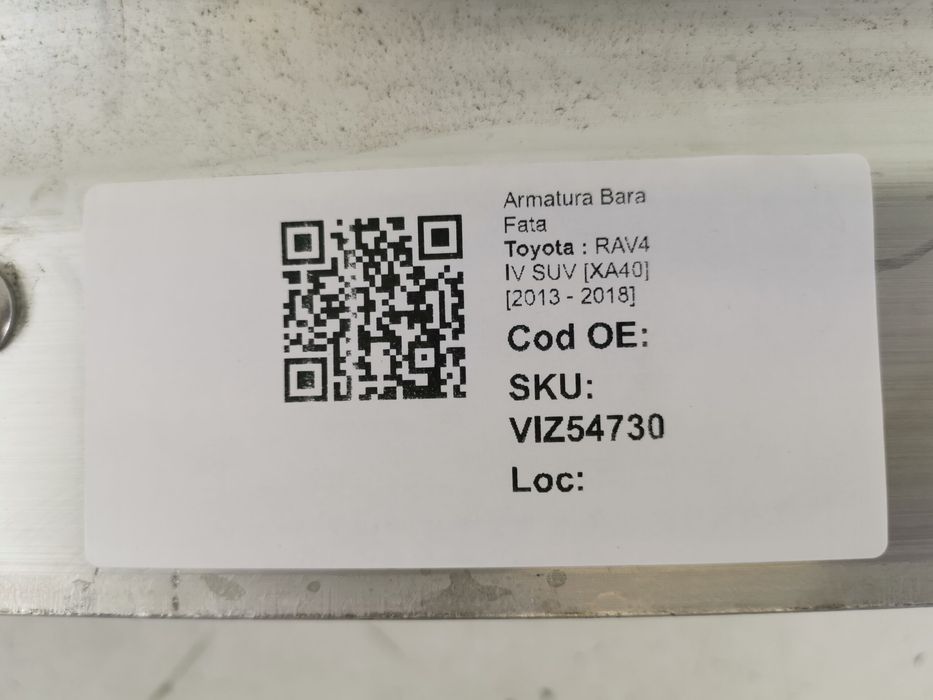 Armatura Bara
Fata
Toyota : RAV4
IV SUV [XA40]
[2013 - 2018]
Cod OE:
SKU:
VIZ54730
Loc: